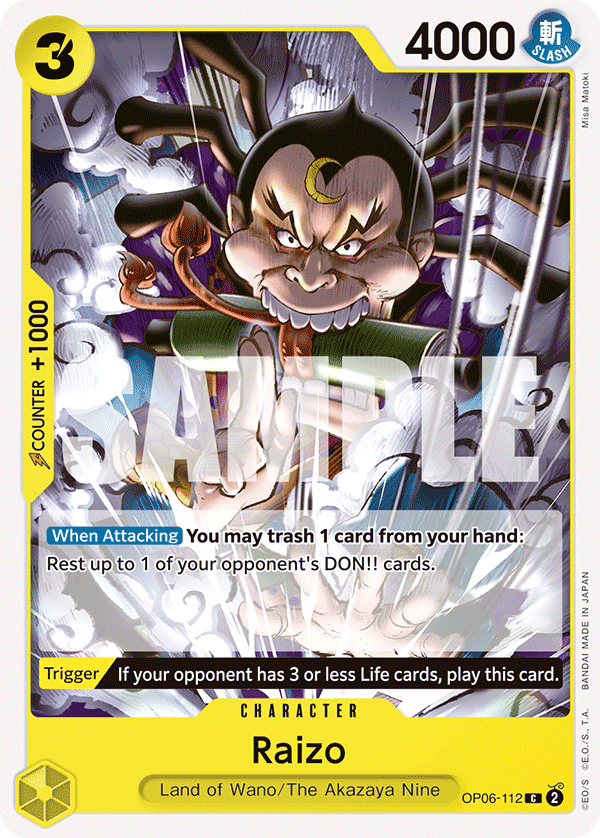 3
4000
斬
SLASH
Misa Matoki
COUNTER +1000
SAMPLE
When Attacking You may trash 1 card from your hand:
Rest up to 1 of your opponent's DON!! cards.
Trigger If your opponent has 3 or less Life cards, play this card.
CHARACTER
Raizo
Land of Wano/The Akazaya Nine
OP06-112 C 2
©E.O/S ©E.O./S., T.A. BANDAI MADE IN JAPAN